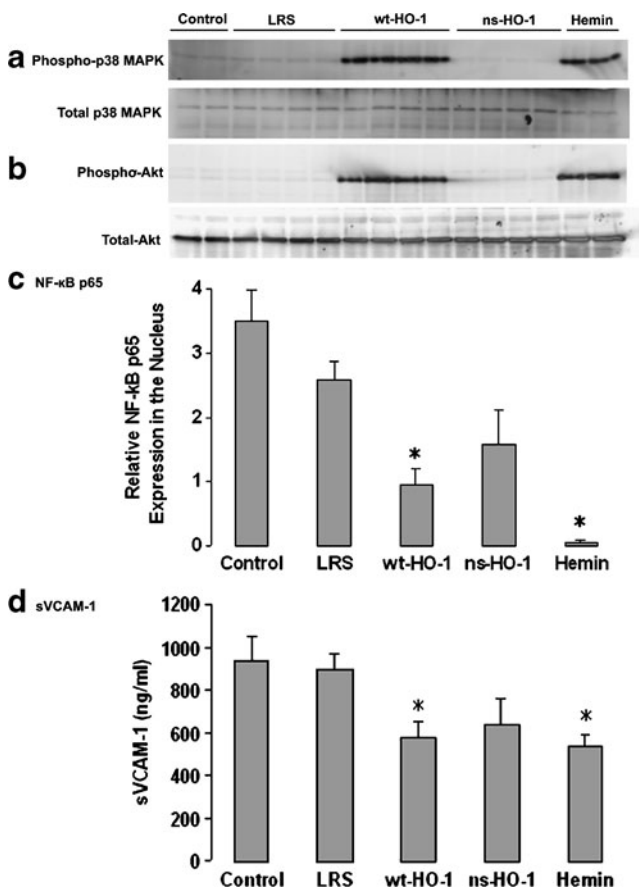 Control LRS wt-HO-1 ns-HO-1 Hemin
a Phospho-p38 MAPK
Total p38 MAPK
b Phospho-Akt
Total-Akt
c NF-κB p65
Relative NF-kB p65
Expression in the Nucleus
4
3
2
1
0
*
*
Control LRS wt-HO-1 ns-HO-1 Hemin
d sVCAM-1
sVCAM-1 (ng/ml)
1200
1000
800
600
400
200
0
*
*
Control LRS wt-HO-1 ns-HO-1 Hemin